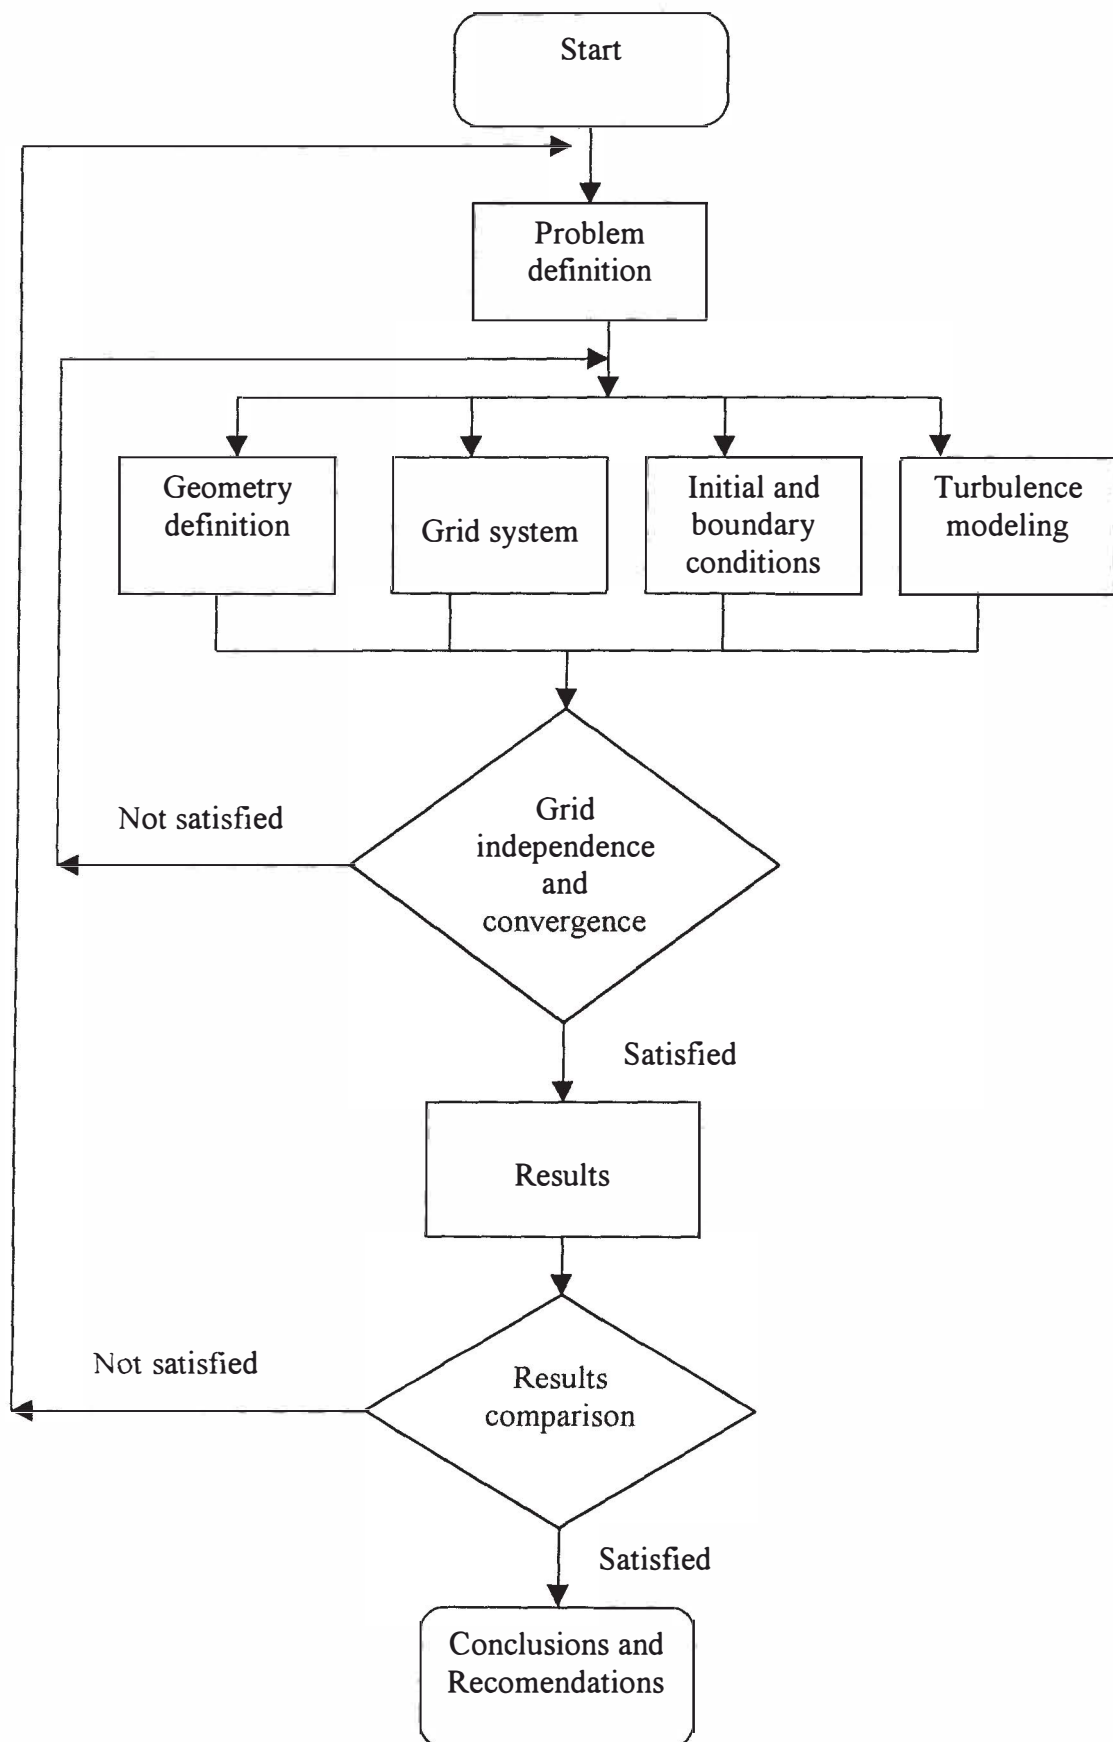 Start
Problem
definition
Geometry
definition
Grid system
Initial and
boundary
conditions
Turbulence
modeling
Not satisfied
Grid
independence
and
convergence
Satisfied
Results
Not satisfied
Results
comparison
Satisfied
Conclusions and
Recomendations